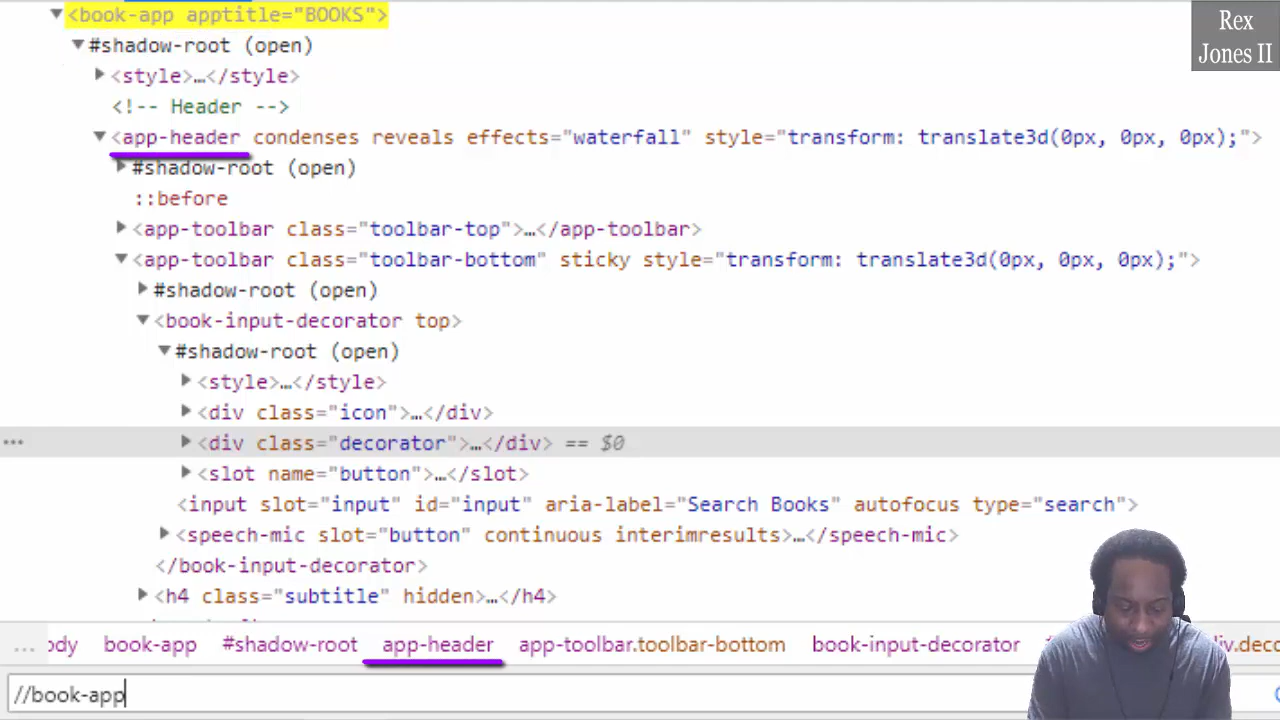 <book-app apptitle="BOOKS">
Rex
Jones II
#shadow-root (open)
<style>…</style>
<!-- Header -->
<app-header condenses reveals effects="waterfall" style="transform: translate3d(0px, 0px, 0px);">
#shadow-root (open)
::before
<app-toolbar class="toolbar-top">…</app-toolbar>
<app-toolbar class="toolbar-bottom" sticky style="transform: translate3d(0px, 0px, 0px);">
#shadow-root (open)
<book-input-decorator top>
#shadow-root (open)
<style>…</style>
<div class="icon">…</div>
… <div class="decorator">…</div> == $0
<slot name="button">…</slot>
<input slot="input" id="input" aria-label="Search Books" autofocus type="search">
<speech-mic slot="button" continuous interimresults>…</speech-mic>
</book-input-decorator>
<h4 class="subtitle" hidden>…</h4>
… ody book-app #shadow-root app-header app-toolbar.toolbar-bottom book-input-decorator # iv.deco
//book-app